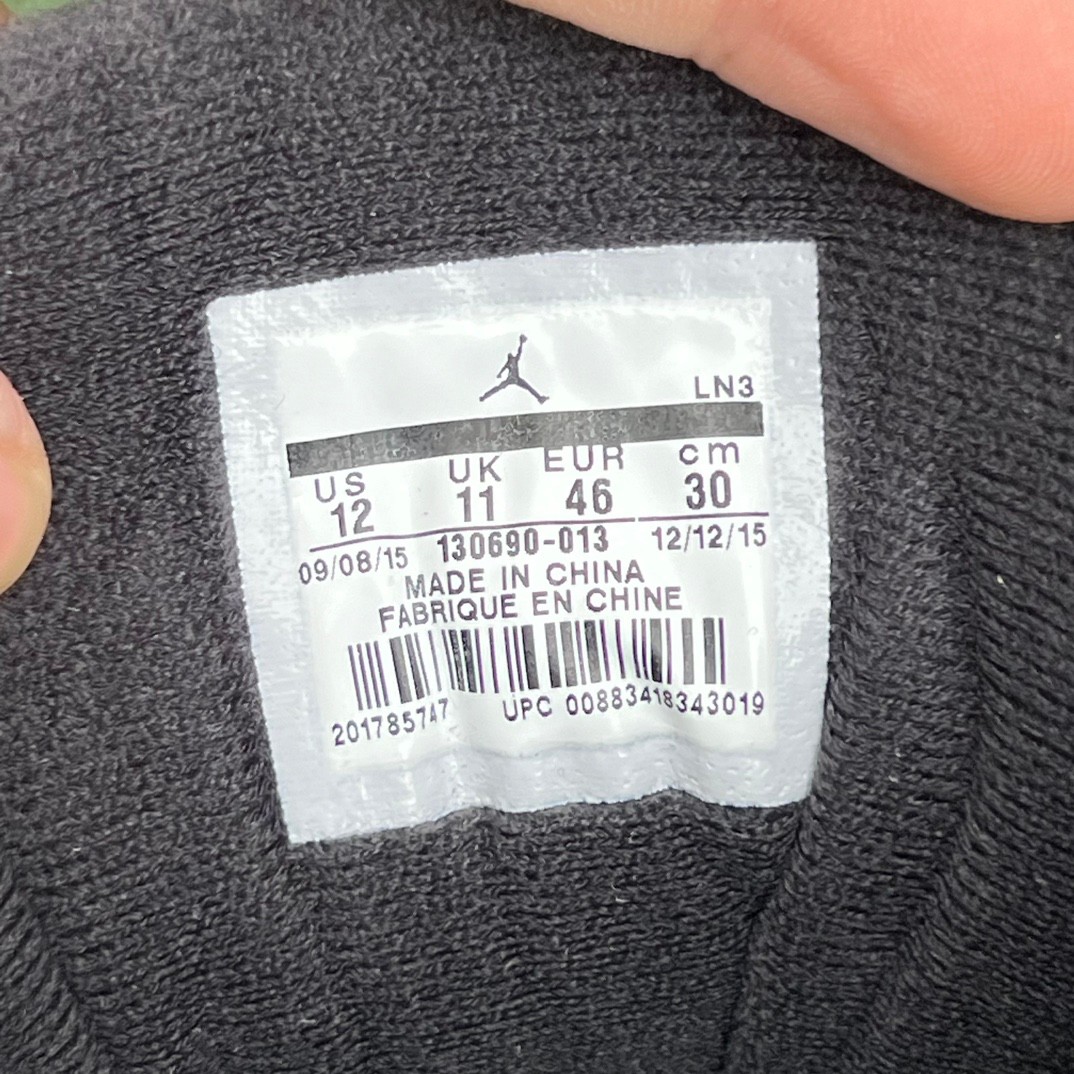 LN3
US UK EUR cm
12 11 46 30
09/08/15 130690-013 12/12/15
MADE IN CHINA
FABRIQUE EN CHINE
201785747 UPC 00883418343019